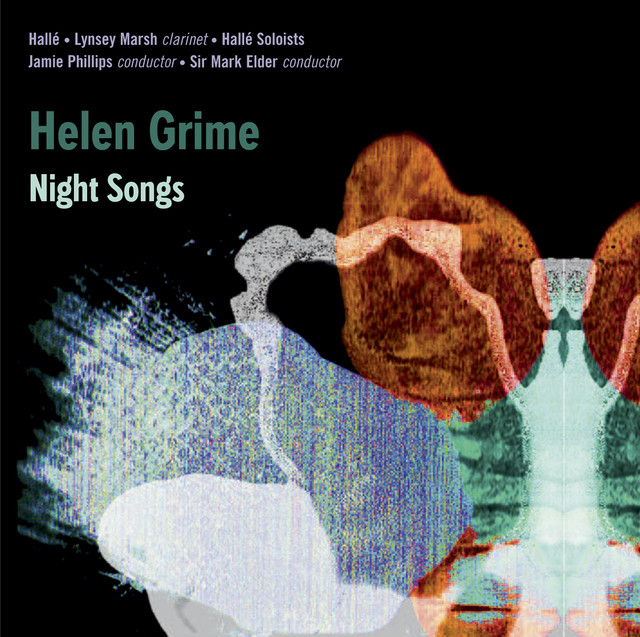 Hallé • Lynsey Marsh clarinet • Hallé Soloists
Jamie Phillips conductor • Sir Mark Elder conductor
Helen Grime
Night Songs